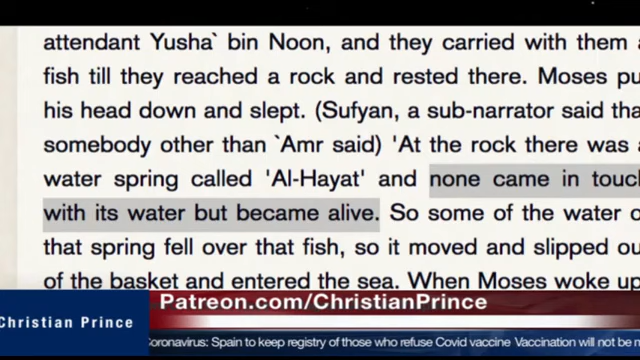 attendant Yusha` bin Noon, and they carried with them a
fish till they reached a rock and rested there. Moses pu
his head down and slept. (Sufyan, a sub-narrator said tha
somebody other than `Amr said) 'At the rock there was a
water spring called 'Al-Hayat' and none came in touc
with its water but became alive. So some of the water o
that spring fell over that fish, so it moved and slipped ou
of the basket and entered the sea. When Moses woke up
Patreon.com/ChristianPrince
Christian Prince
Coronavirus: Spain to keep registry of those who refuse Covid vaccine Vaccination will not be m